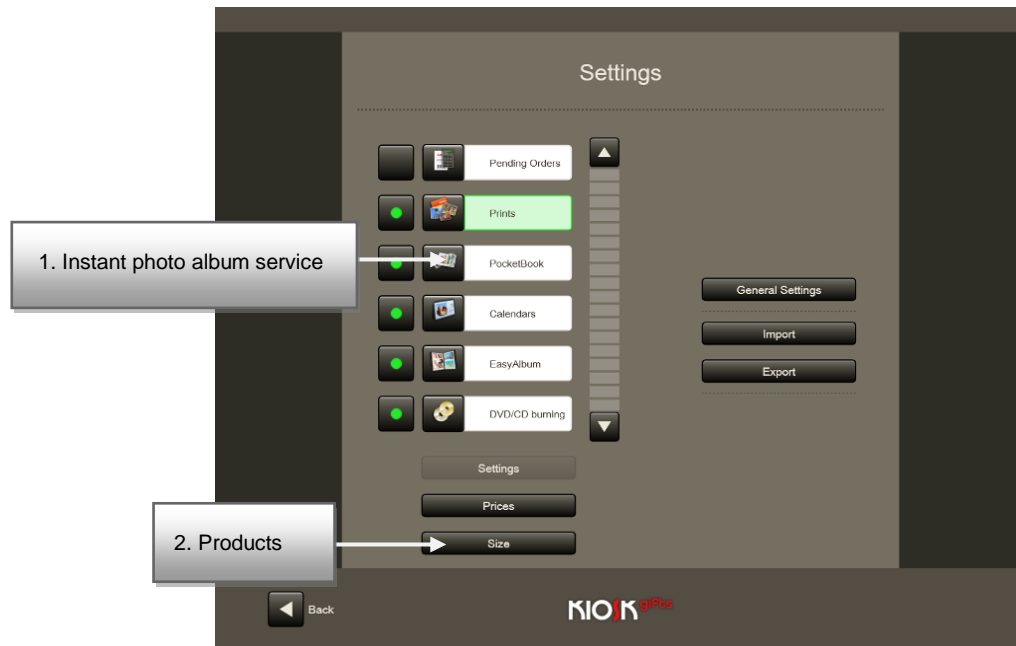 Settings
Pending Orders
Prints
1. Instant photo album service
PocketBook
Calendars
EasyAlbum
DVD/CD burning
General Settings
Import
Export
Settings
Prices
2. Products
Size
Back
KIOSK gifts